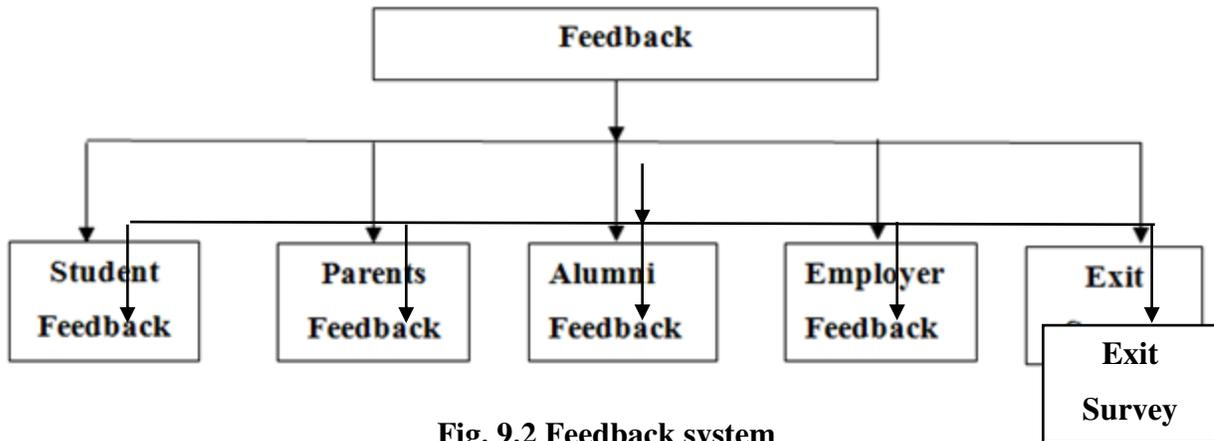 Feedback
Student
Feedback
Parents
Feedback
Alumni
Feedback
Employer
Feedback
Exit
Exit
Survey
Fig. 9.2 Feedback system